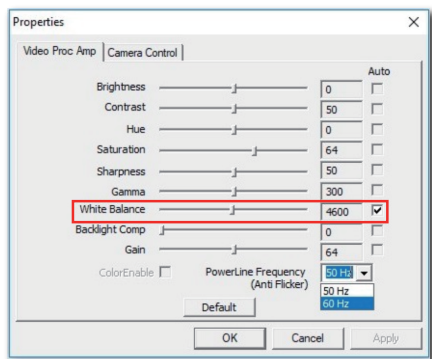 Properties
Video Proc Amp Camera Control
Auto
Brightness 0
Contrast 50
Hue 0
Saturation 64
Sharpness 50
Gamma 300
White Balance 4600
Backlight Comp 0
Gain 64
ColorEnable PowerLine Frequency 50 Hz
(Anti Flicker) 50 Hz
60 Hz
Default
OK Cancel Apply